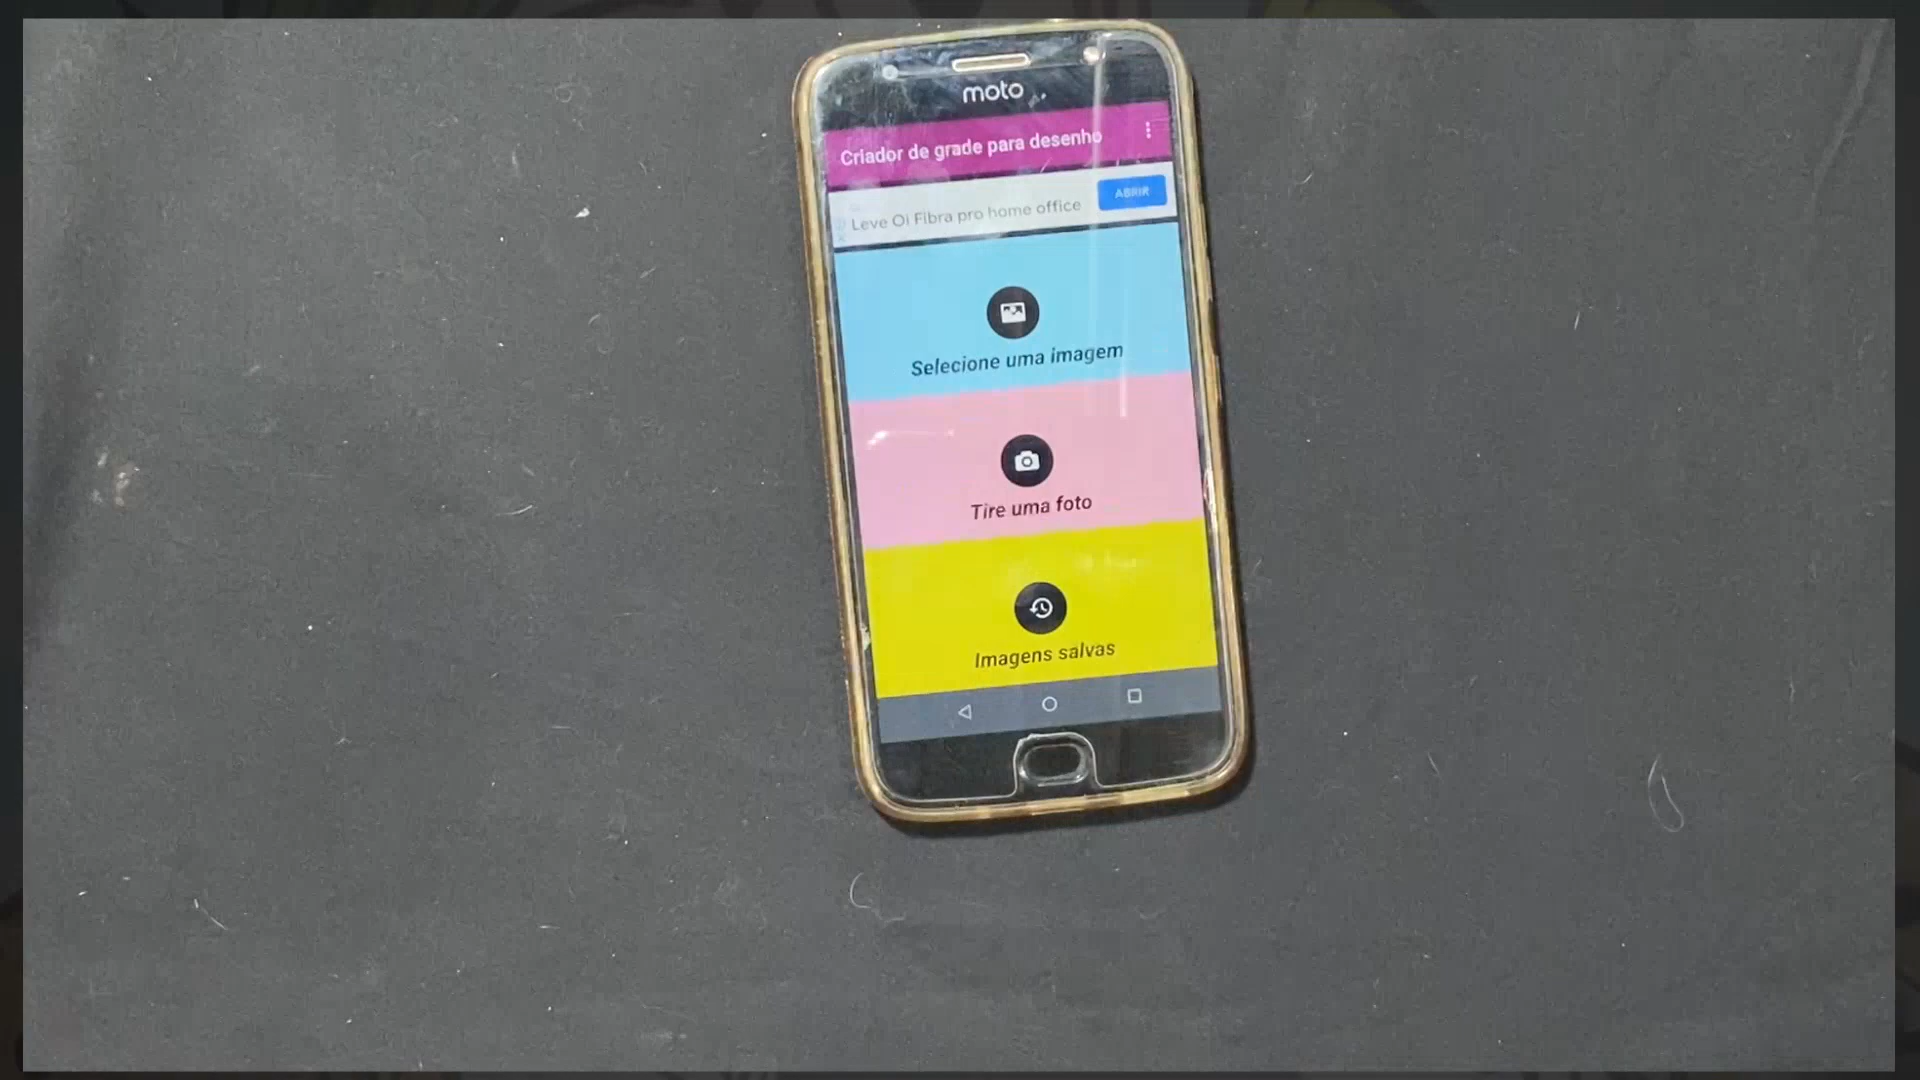 moto
Criador de grade para desenho
Leve Oi Fibra pro home office
ABRIR
Selecione uma imagem
Tire uma foto
Imagens salvas